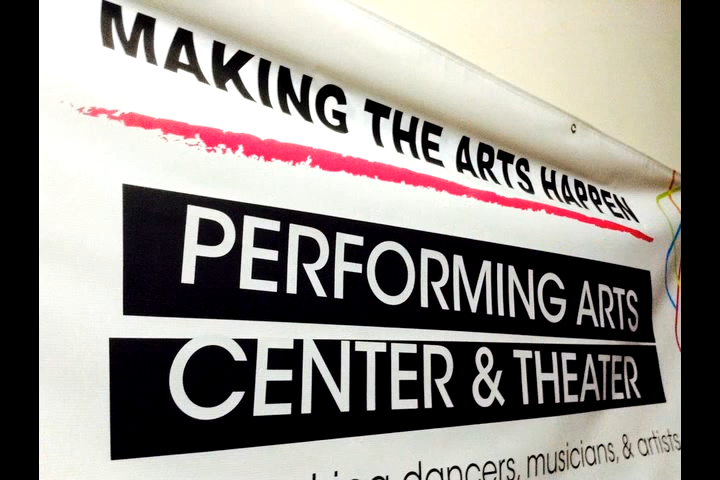 MAKING THE ARTS HAPPEN
PERFORMING ARTS
CENTER & THEATER
dancers, musicians, & artists